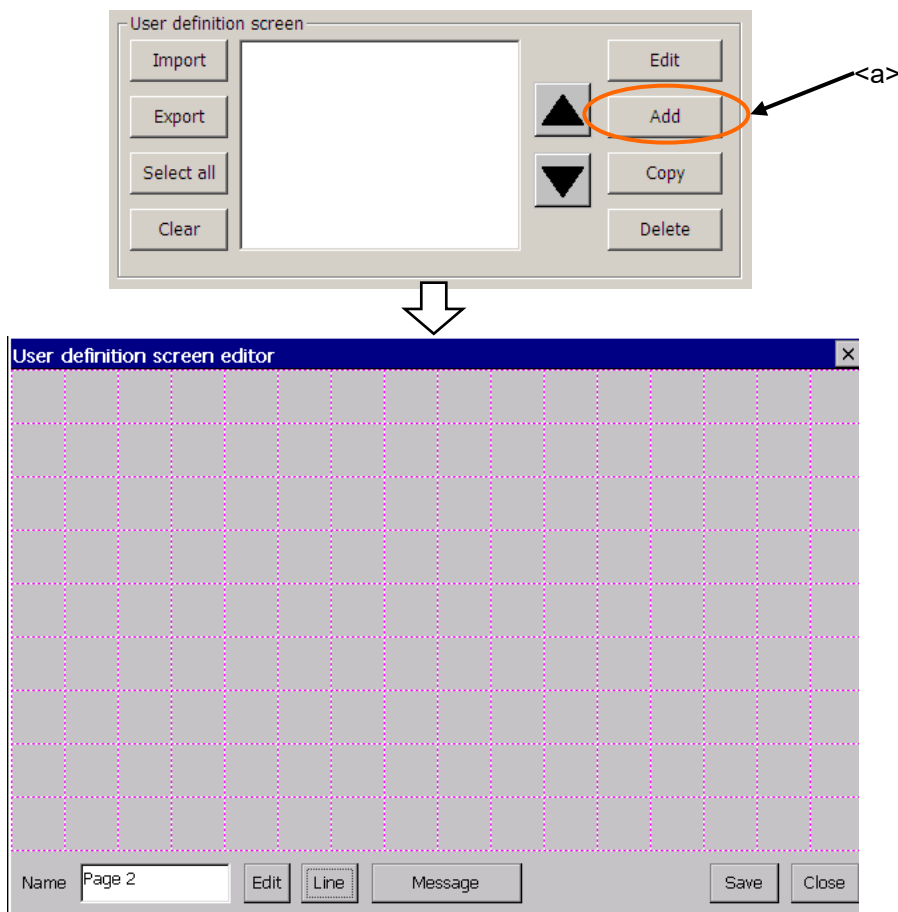 User definition screen
Import
Edit
<a>
Export
Add
Select all
Copy
Clear
Delete
User definition screen editor
Name Page 2 Edit Line Message Save Close